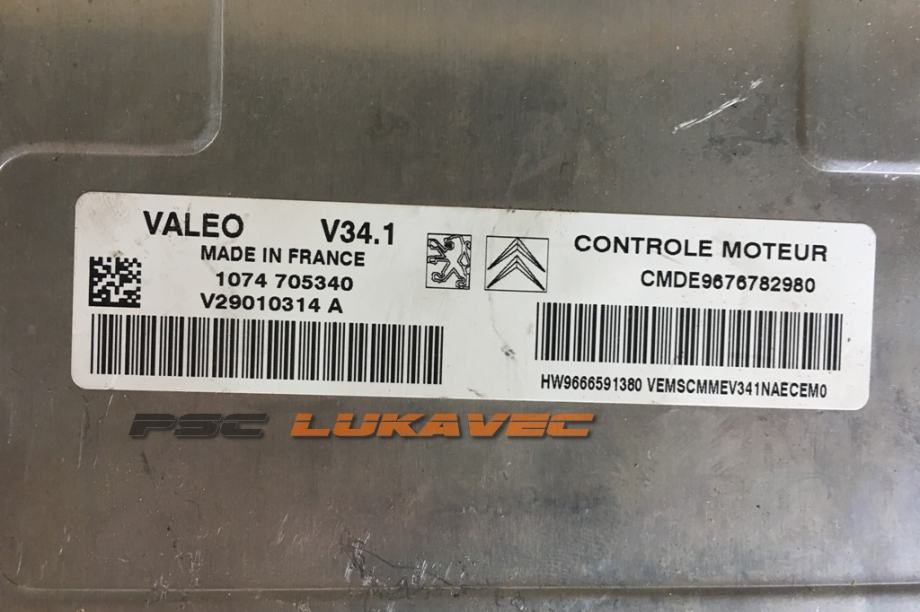 VALEO V34.1
MADE IN FRANCE
1074 705340
V29010314 A
CONTROLE MOTEUR
CMDE9676782980
HW9666591380 VEMSCMMEV341NAECEM0
PSC LUKAVEC